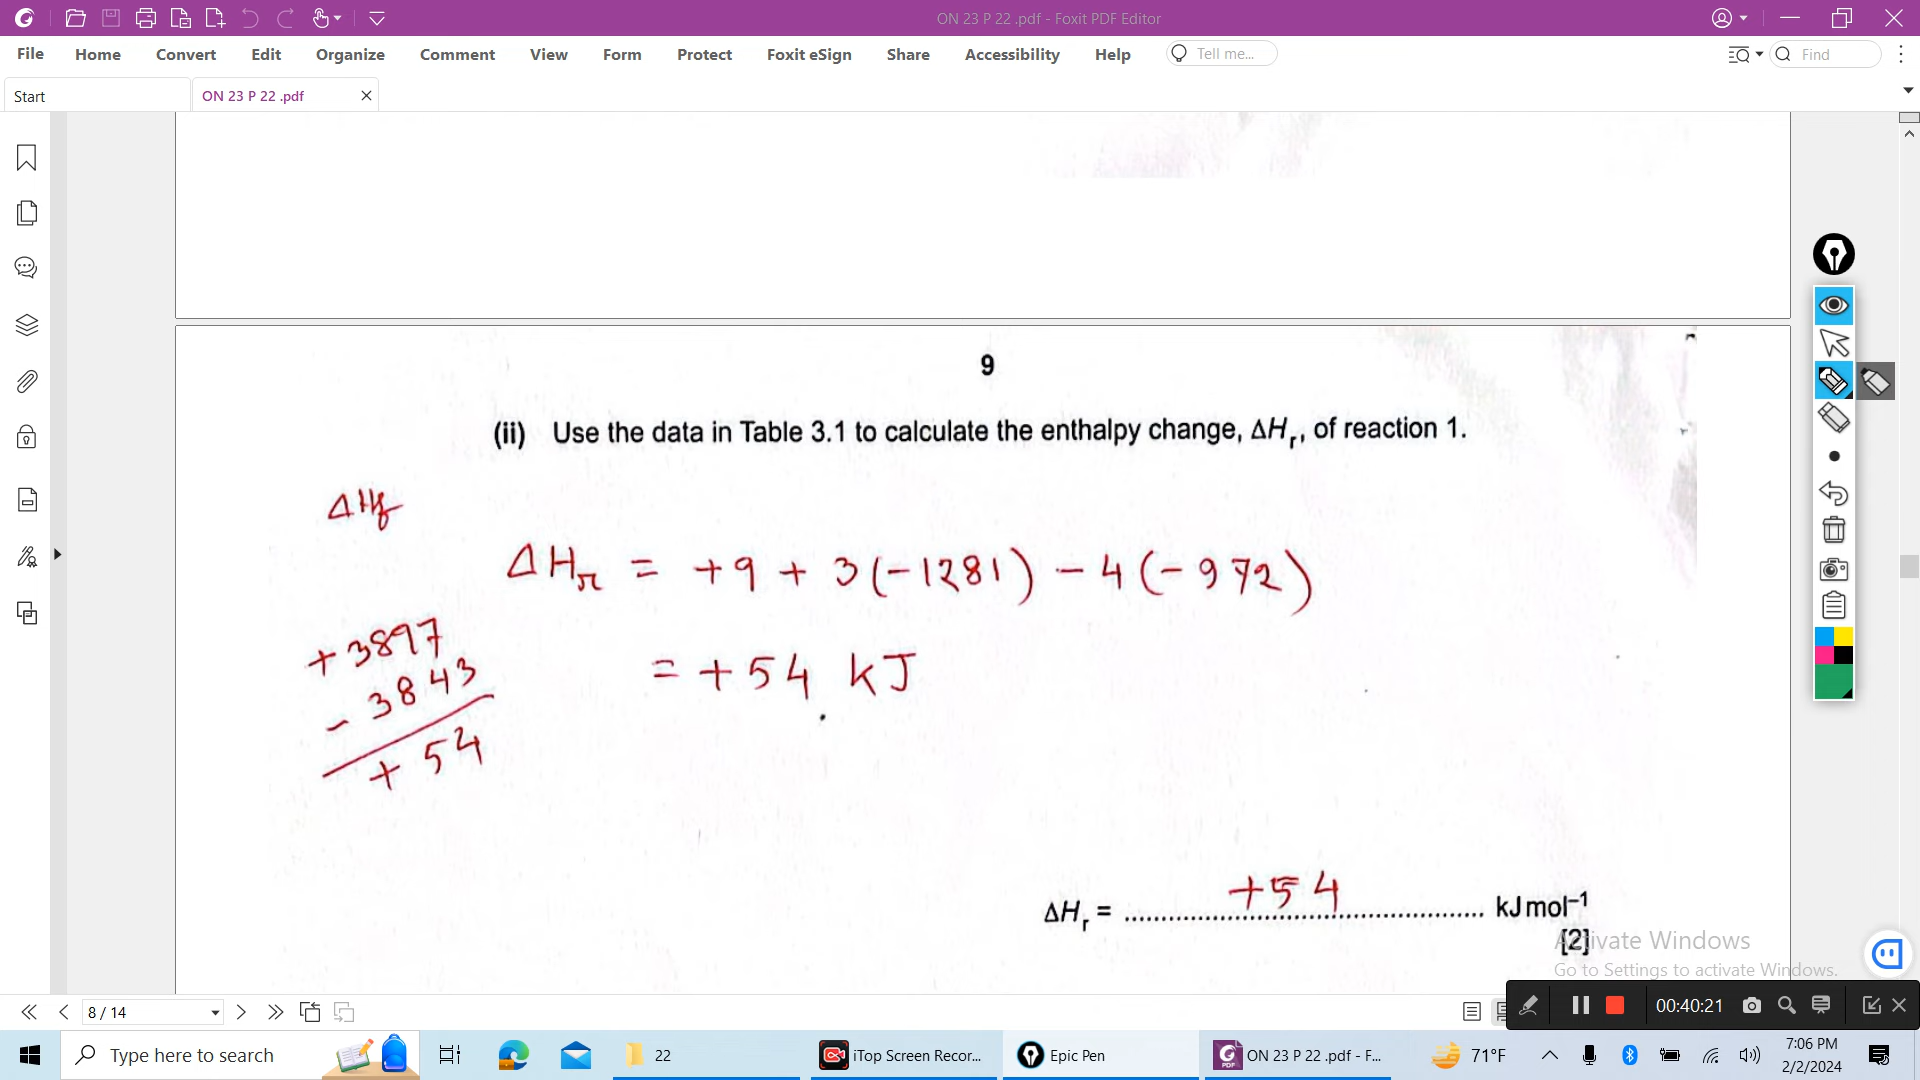 ON 23 P 22 .pdf - Foxit PDF Editor
File Home Convert Edit Organize Comment View Form Protect Foxit eSign Share Accessibility Help Tell me... Find
Start ON 23 P 22 .pdf
9
(ii) Use the data in Table 3.1 to calculate the enthalpy change, ΔHr, of reaction 1.
ΔHf
ΔHr = +9 + 3(-1281) - 4(-972)
+3897
= +54 kJ
- 3843
+ 54
+54
ΔHr = ........................................ kJ mol⁻¹
[2]
Activate Windows
Go to Settings to activate Windows.
8 / 14
00:40:21
Type here to search
22
iTop Screen Recor...
Epic Pen
ON 23 P 22 .pdf - F...
71°F
7:06 PM
2/2/2024